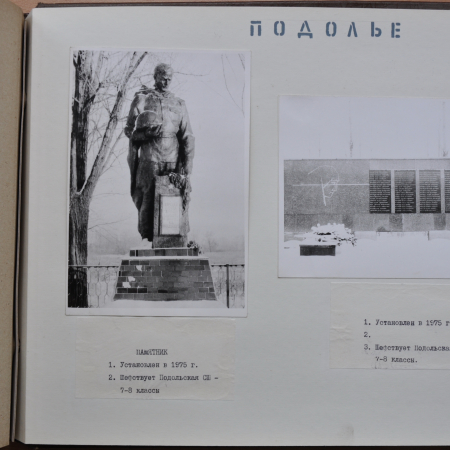 ПОДОЛЬЕ
ПАМЯТНИК
1. Установлен в 1975 г.
2. Шефствует Подольская СШ -
7-8 классы
1. Установлен в 1975 г
2.
3. Шефствует Подольска
7-8 классы.